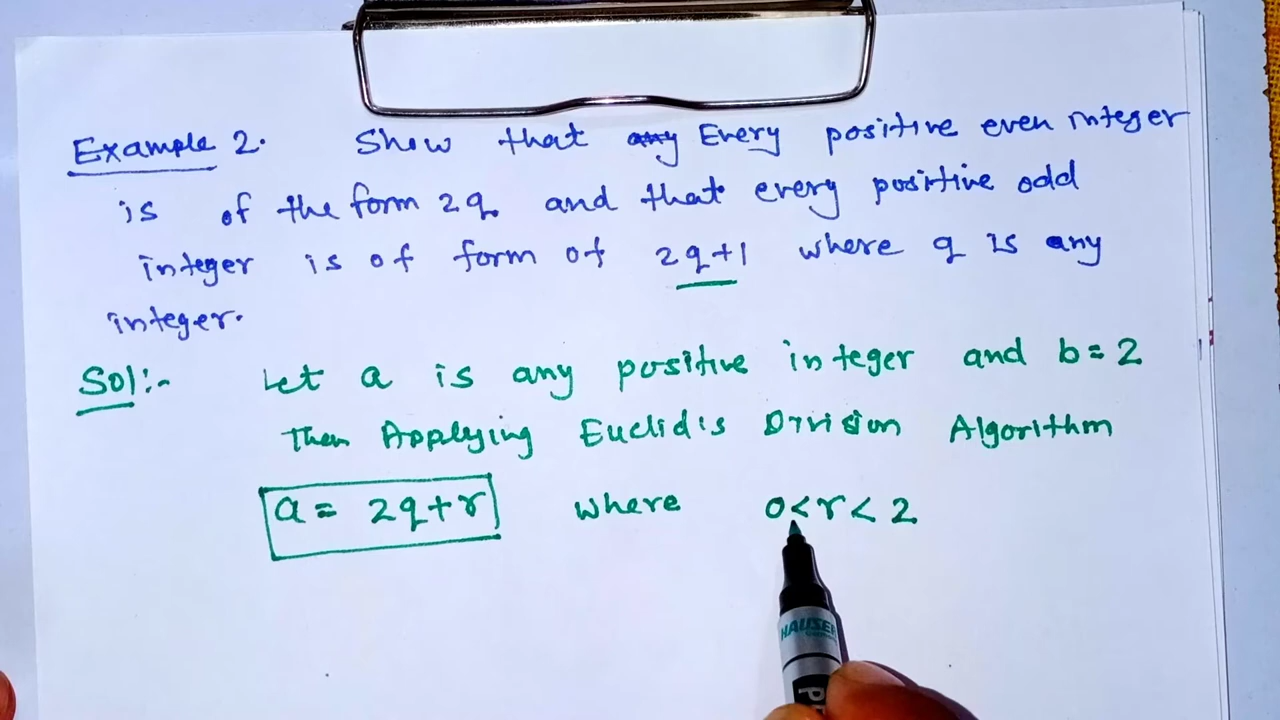 Example 2. Show that any Every positive even integer
is of the form 2q and that every positive odd
integer is of form of 2q+1 where q is any
integer.
Sol:- Let a is any positive integer and b=2
Then Applying Euclid's Division Algorithm
a= 2q+r where 0<r<2
HAUSER